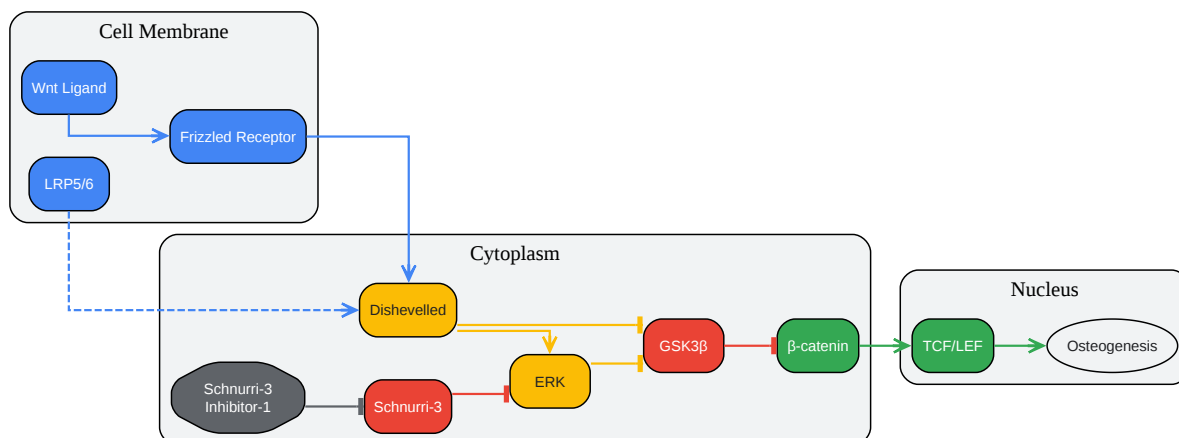 Cell Membrane
Wnt Ligand
Frizzled Receptor
LRP5/6
Cytoplasm
Dishevelled
Schnurri-3
Inhibitor-1
Schnurri-3
ERK
GSK3β
β-catenin
Nucleus
TCF/LEF
Osteogenesis